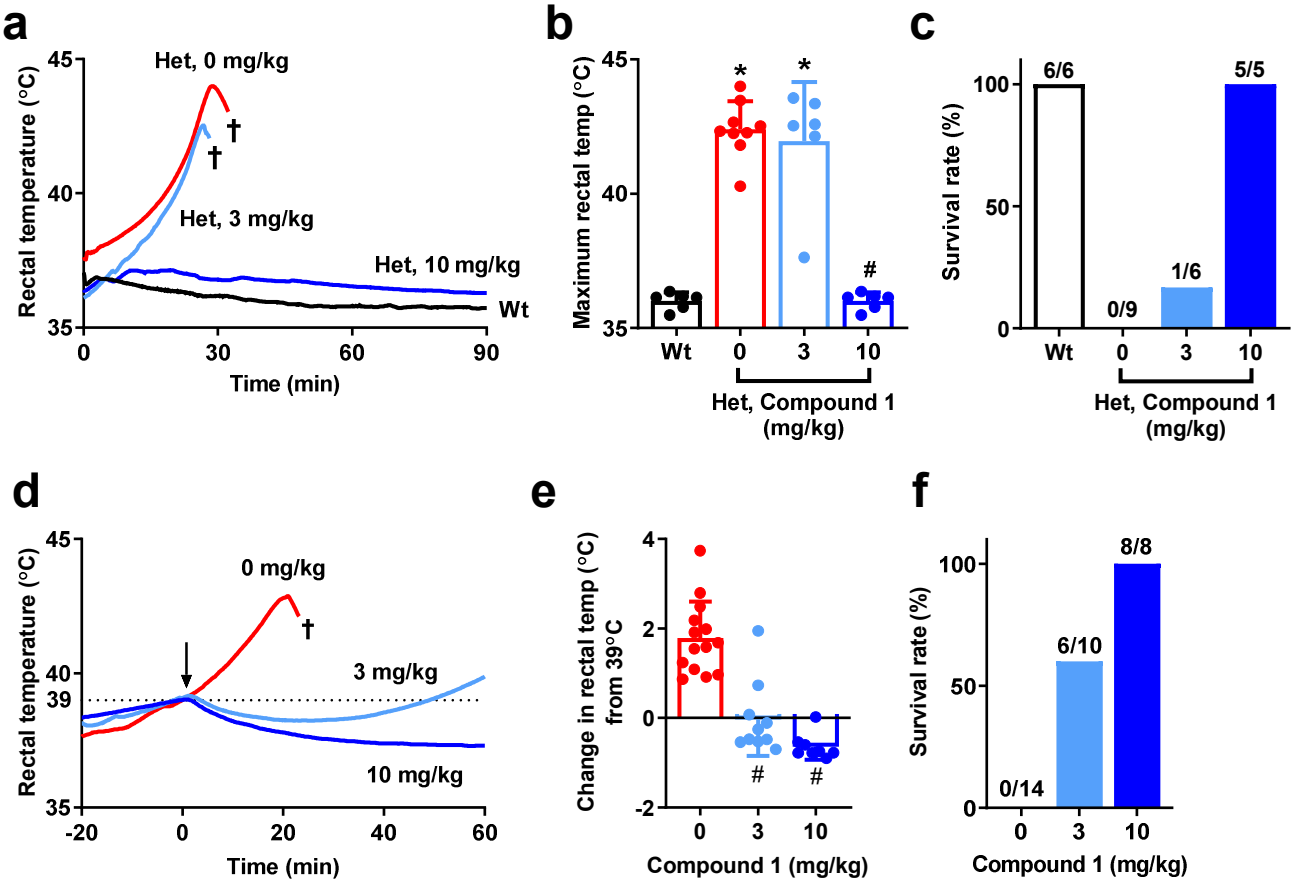 a
Rectal temperature (°C)
45
40
35
0
30
60
90
Time (min)
Het, 0 mg/kg
†
†
Het, 3 mg/kg
Het, 10 mg/kg
Wt
b
Maximum rectal temp (°C)
45
40
35
*
*
#
Wt
0
3
10
Het, Compound 1
(mg/kg)
c
Survival rate (%)
100
50
0
6/6
0/9
1/6
5/5
Wt
0
3
10
Het, Compound 1
(mg/kg)
d
Rectal temperature (°C)
45
40
39
35
-20
0
20
40
60
Time (min)
0 mg/kg
†
3 mg/kg
10 mg/kg
e
Change in rectal temp
from 39°C
4
2
0
-2
#
#
0
3
10
Compound 1 (mg/kg)
f
Survival rate (%)
100
50
0
0/14
6/10
8/8
0
3
10
Compound 1 (mg/kg)